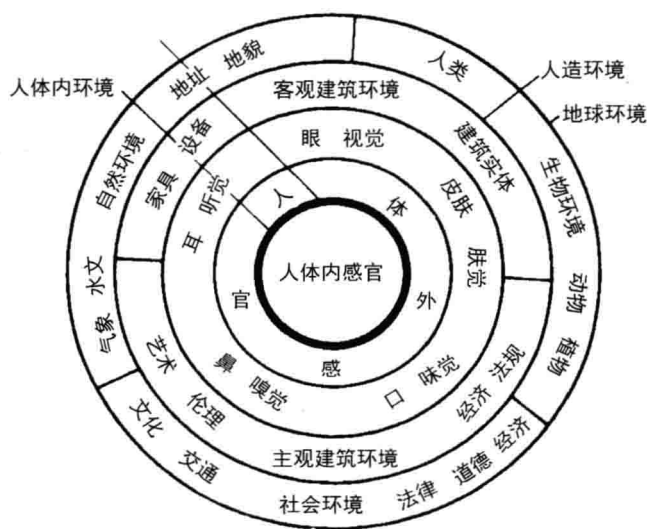 地址 地貌
人类
人体内环境
人造环境
地球环境
客观建筑环境
设备
家具
建筑实体
自然环境
水文
气象
生物环境
动物
植物
眼 视觉
耳 听觉
皮肤
肤觉
鼻 嗅觉
口 味觉
人 体 外 感 官
人体内感官
艺术
伦理
主观建筑环境
经济 法规
文化
交通
社会环境
法律 道德 经济